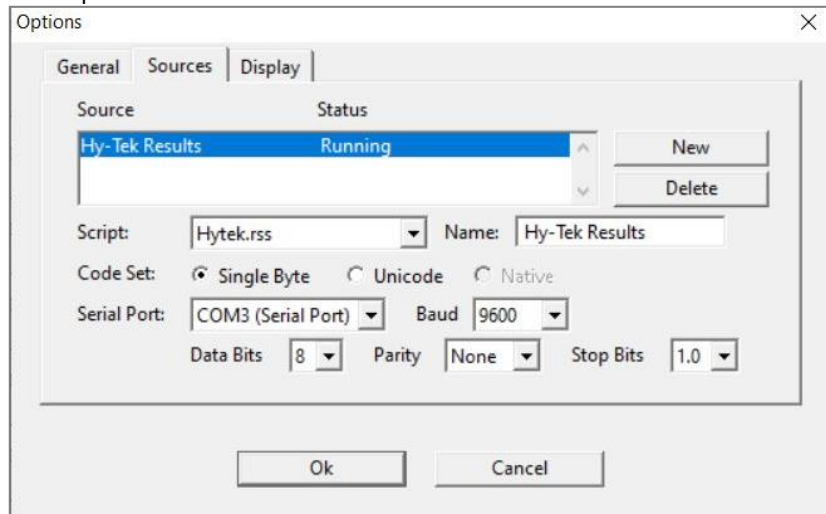 Options
General Sources Display
Source Status
Hy-Tek Results Running
New
Delete
Script: Hytek.rss Name: Hy-Tek Results
Code Set: Single Byte Unicode Native
Serial Port: COM3 (Serial Port) Baud 9600
Data Bits 8 Parity None Stop Bits 1.0
Ok Cancel